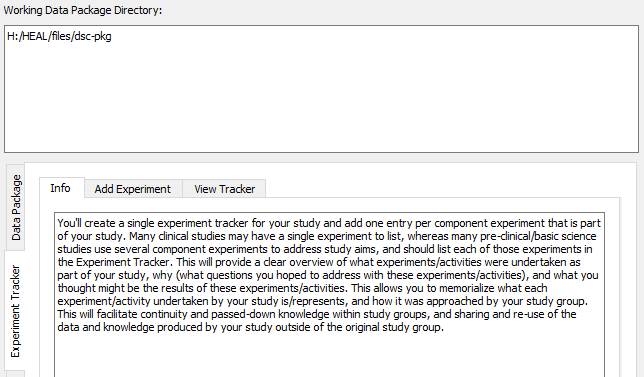 Working Data Package Directory:
H:/HEAL/files/dsc-pkg
Data Package
Experiment Tracker
Info
Add Experiment
View Tracker
You'll create a single experiment tracker for your study and add one entry per component experiment that is part
of your study. Many clinical studies may have a single experiment to list, whereas many pre-clinical/basic science
studies use several component experiments to address study aims, and should list each of those experiments in
the Experiment Tracker. This will provide a clear overview of what experiments/activities were undertaken as
part of your study, why (what questions you hoped to address with these experiments/activities), and what you
thought might be the results of these experiments/activities. This allows you to memorialize what each
experiment/activity undertaken by your study is/represents, and how it was approached by your study group.
This will facilitate continuity and passed-down knowledge within study groups, and sharing and re-use of the
data and knowledge produced by your study outside of the original study group.